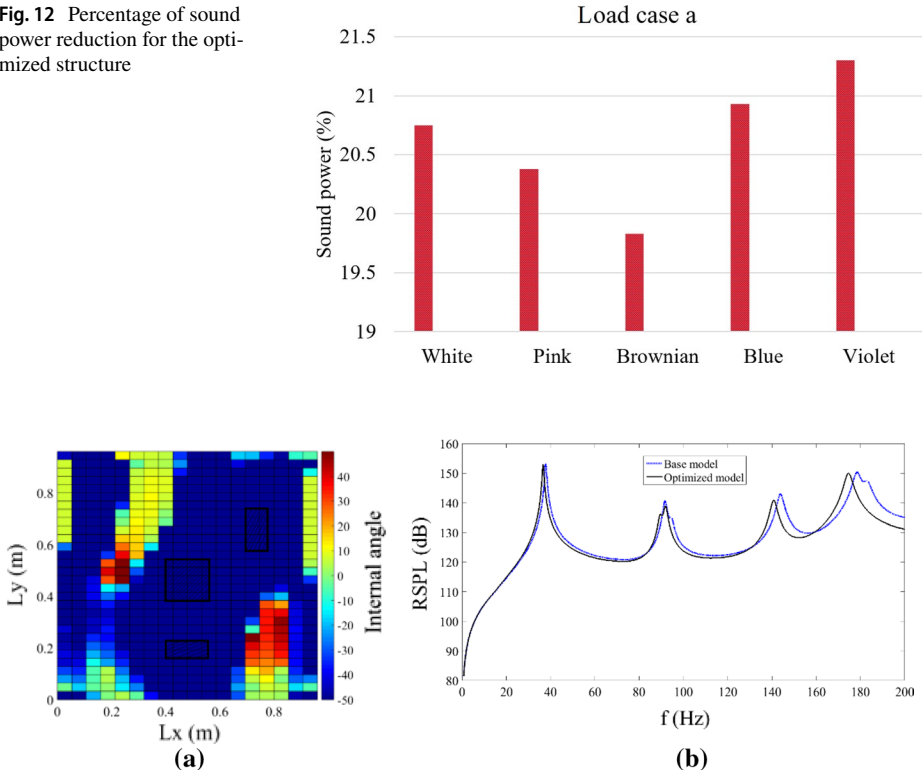 Fig. 12 Percentage of sound
power reduction for the opti-
mized structure
Load case a
21.5
21
20.5
20
19.5
19
Sound power (%)
White Pink Brownian Blue Violet
0.8
0.6
0.4
0.2
0
Ly (m)
0 0.2 0.4 0.6 0.8
Lx (m)
40
30
20
10
0
-10
-20
-30
-40
-50
Internal angle
(a)
160
150
140
130
120
110
100
90
80
RSPL (dB)
Base model
Optimized model
0 20 40 60 80 100 120 140 160 180 200
f (Hz)
(b)